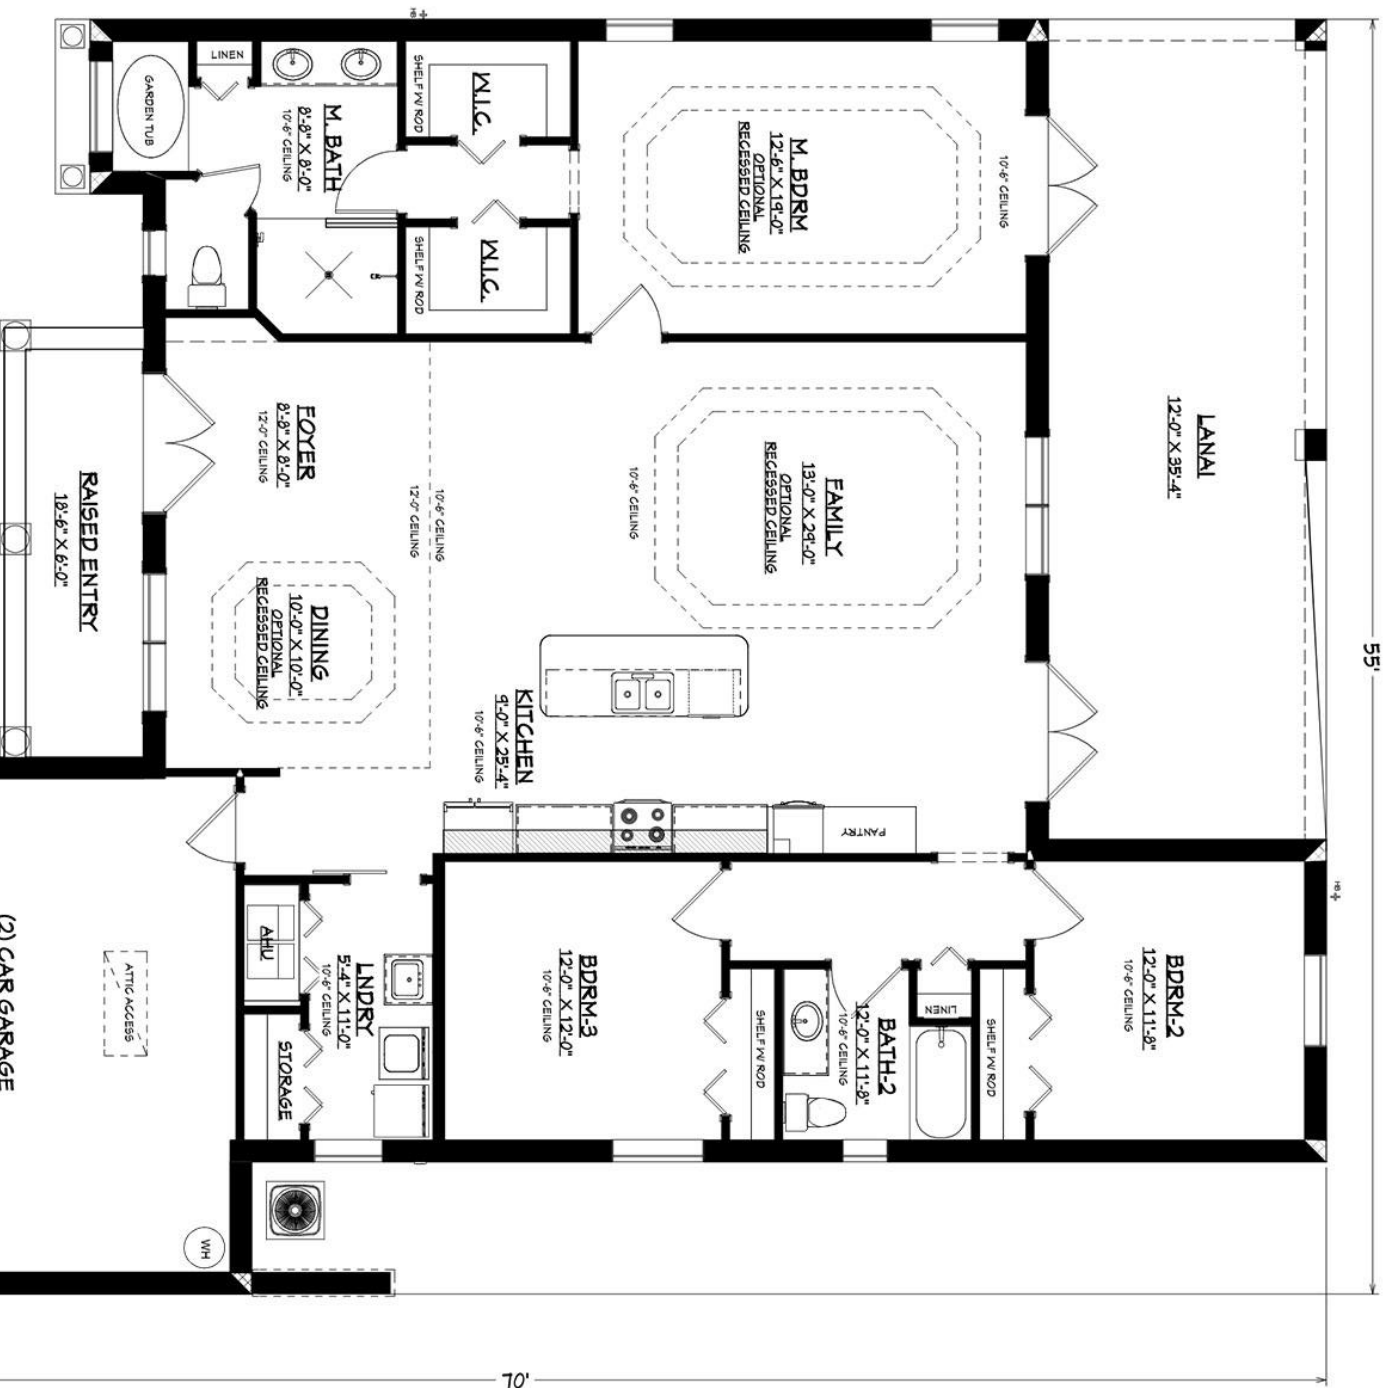 HB
LINEN
GARDEN TUB
M. BATH
8'-8" X 8'-0"
10'-6" CEILING
SHELF W/ ROD
W.I.C.
SHELF W/ ROD
W.I.C.
M. BDRM
12'-6" X 19'-0"
OPTIONAL
RECESSED CEILING
10'-6" CEILING
LANAI
12'-0" X 35'-4"
FOYER
8'-8" X 8'-0"
12'-0" CEILING
10'-6" CEILING
12'-0" CEILING
FAMILY
13'-0" X 29'-0"
OPTIONAL
RECESSED CEILING
10'-6" CEILING
RAISED ENTRY
18'-6" X 6'-0"
DINING
10'-0" X 10'-0"
OPTIONAL
RECESSED CEILING
KITCHEN
9'-0" X 25'-4"
10'-6" CEILING
PANTRY
55'
HB
AHU
LNDRY
5'-4" X 11'-0"
10'-6" CEILING
STORAGE
BDRM-3
12'-0" X 12'-0"
10'-6" CEILING
SHELF W/ ROD
BATH-2
12'-0" X 11'-8"
10'-6" CEILING
LINEN
SHELF W/ ROD
BDRM-2
12'-0" X 11'-8"
10'-6" CEILING
(2) CAR GARAGE
ATTIC ACCESS
WH
70'